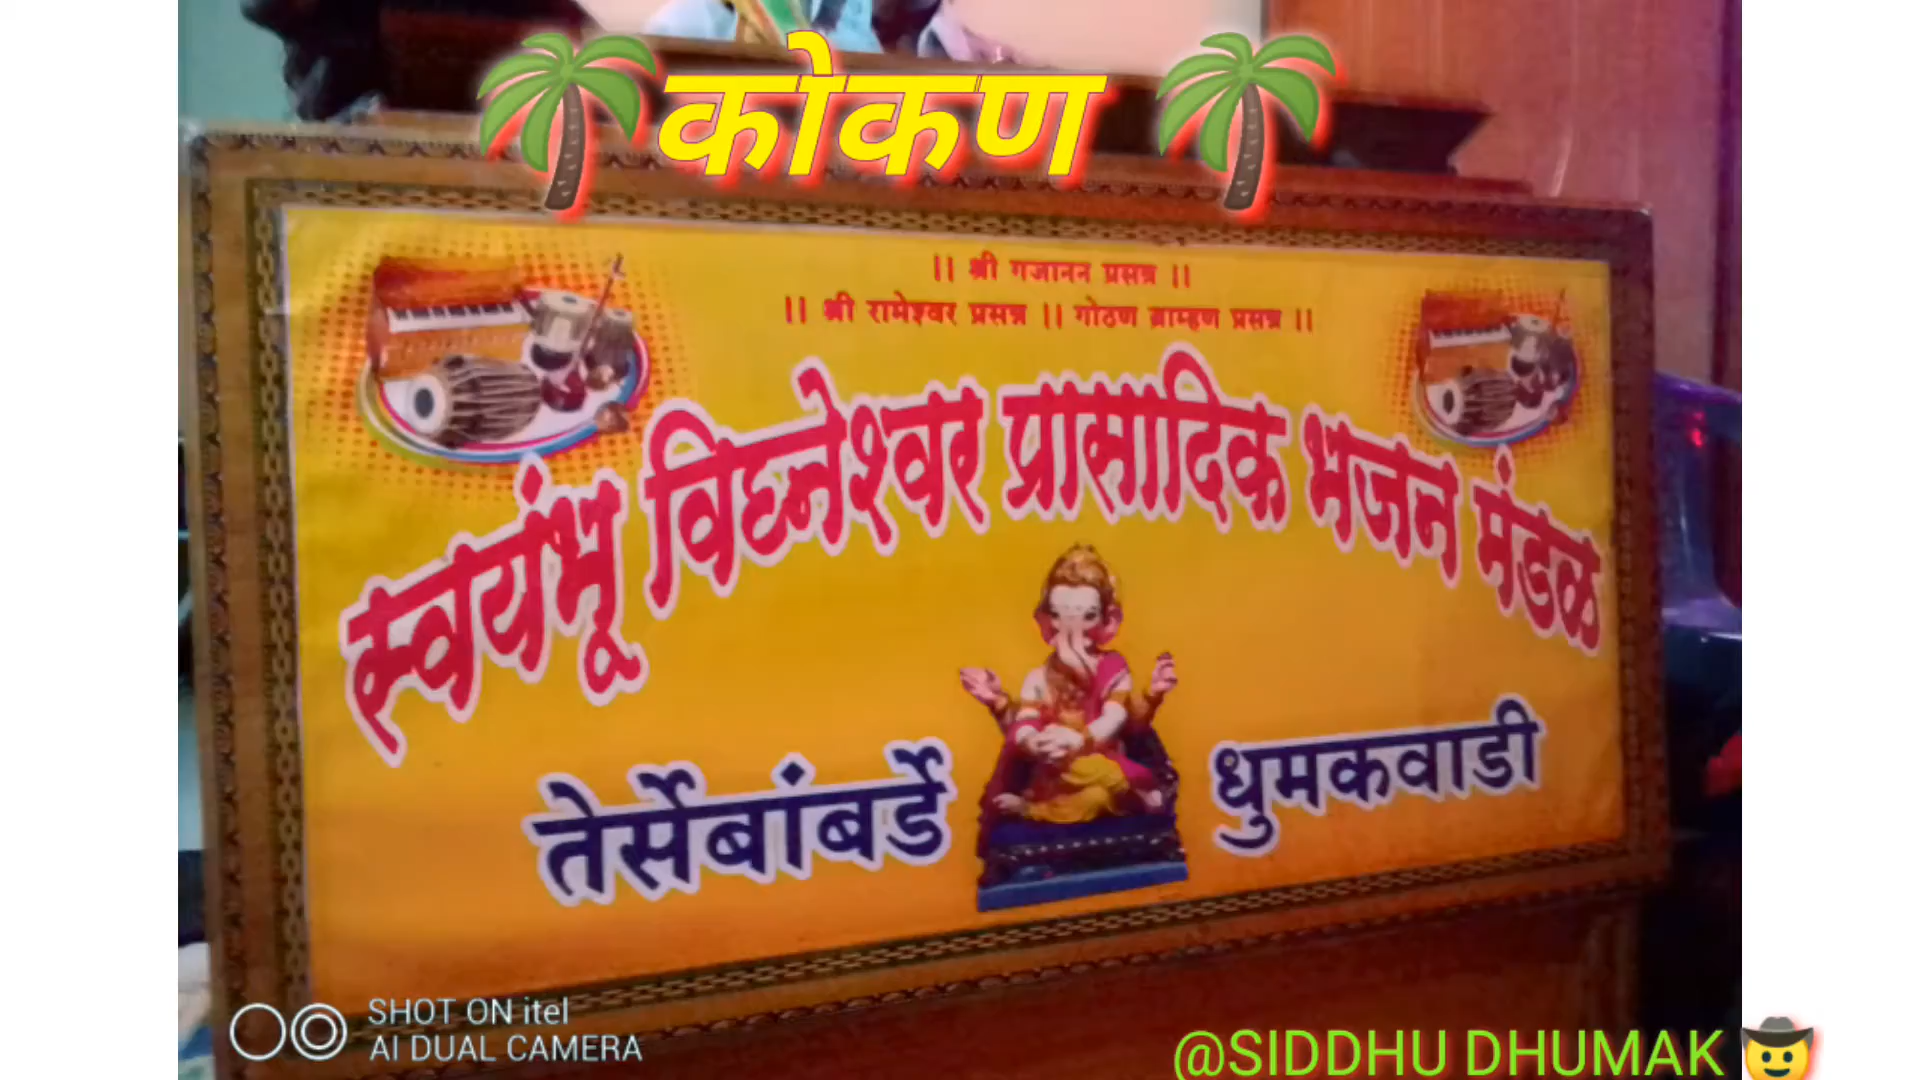 🌴कोकण 🌴
|| श्री गजानन प्रसन्न ||
|| श्री रामेश्वर प्रसन्न || गोठण ब्राम्हण प्रसन्न ||
स्वयंभू विघ्नेश्वर प्रासादिक भजन मंडळ
तेर्सेबांबर्डे धुमकवाडी
SHOT ON itel
AI DUAL CAMERA
@SIDDHU DHUMAK 🤠